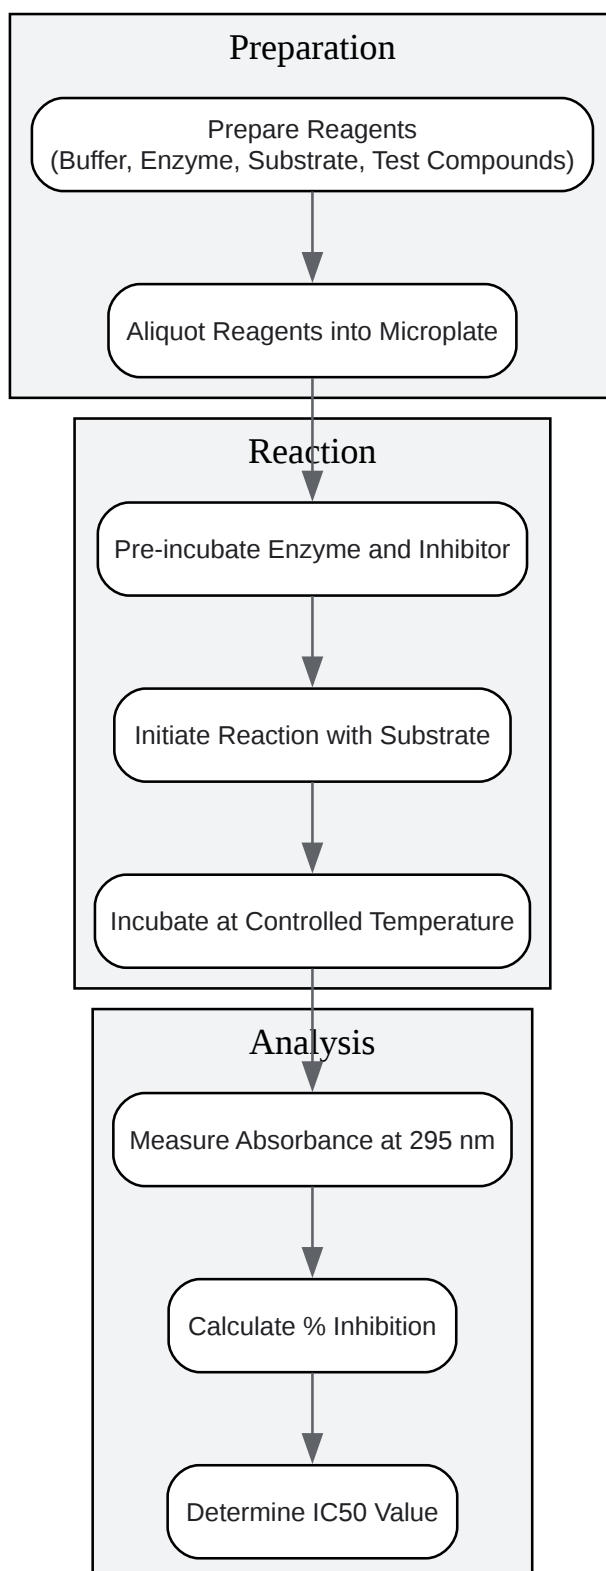 Preparation
Prepare Reagents
(Buffer, Enzyme, Substrate, Test Compounds)
Aliquot Reagents into Microplate
Reaction
Pre-incubate Enzyme and Inhibitor
Initiate Reaction with Substrate
Incubate at Controlled Temperature
Analysis
Measure Absorbance at 295 nm
Calculate % Inhibition
Determine IC50 Value